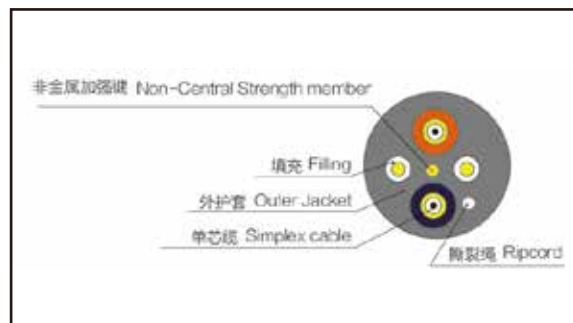 非金属加强键 Non-Central Strength member
填充 Filling
外护套 Outer Jacket
单芯缆 Simplex cable
撕裂绳 Ripcord